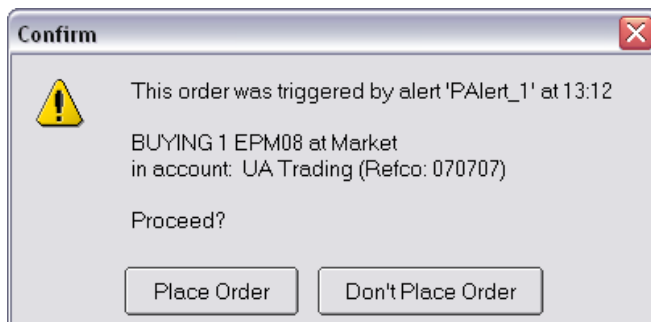 Confirm
This order was triggered by alert 'PAlert_1' at 13:12
BUYING 1 EPM08 at Market
in account: UA Trading (Refco: 070707)
Proceed?
Place Order
Don't Place Order